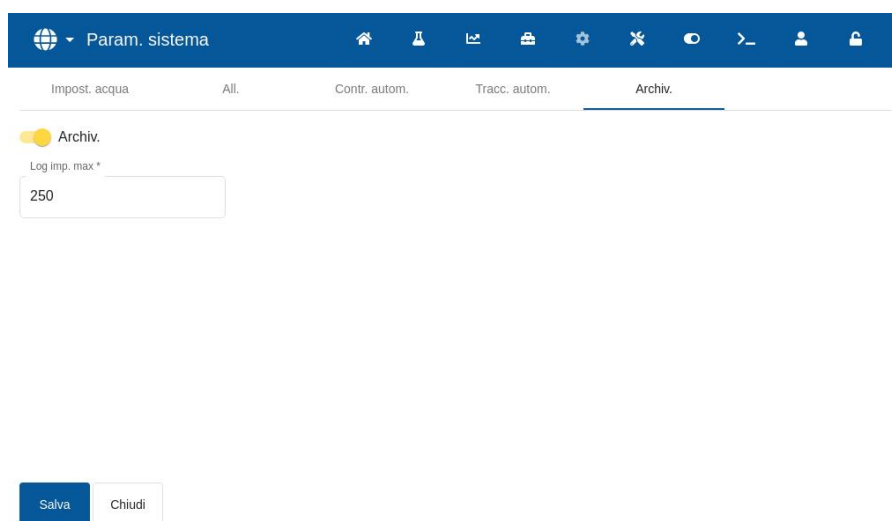 Param. sistema
Impost. acqua All. Contr. autom. Tracc. autom. Archiv.
Archiv.
Log imp. max *
250
Salva Chiudi